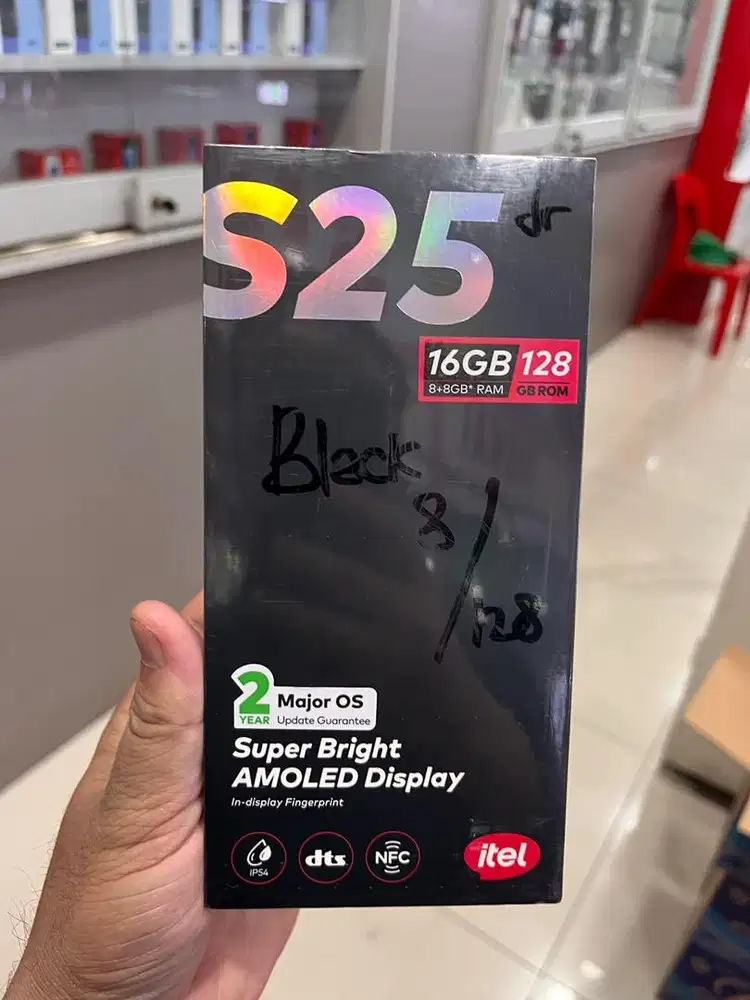 S25
dr
16GB 128
8+8GB* RAM GB ROM
Black
8/128
2 YEAR
Major OS
Update Guarantee
Super Bright
AMOLED Display
In-display Fingerprint
IP54
dts
NFC
itel